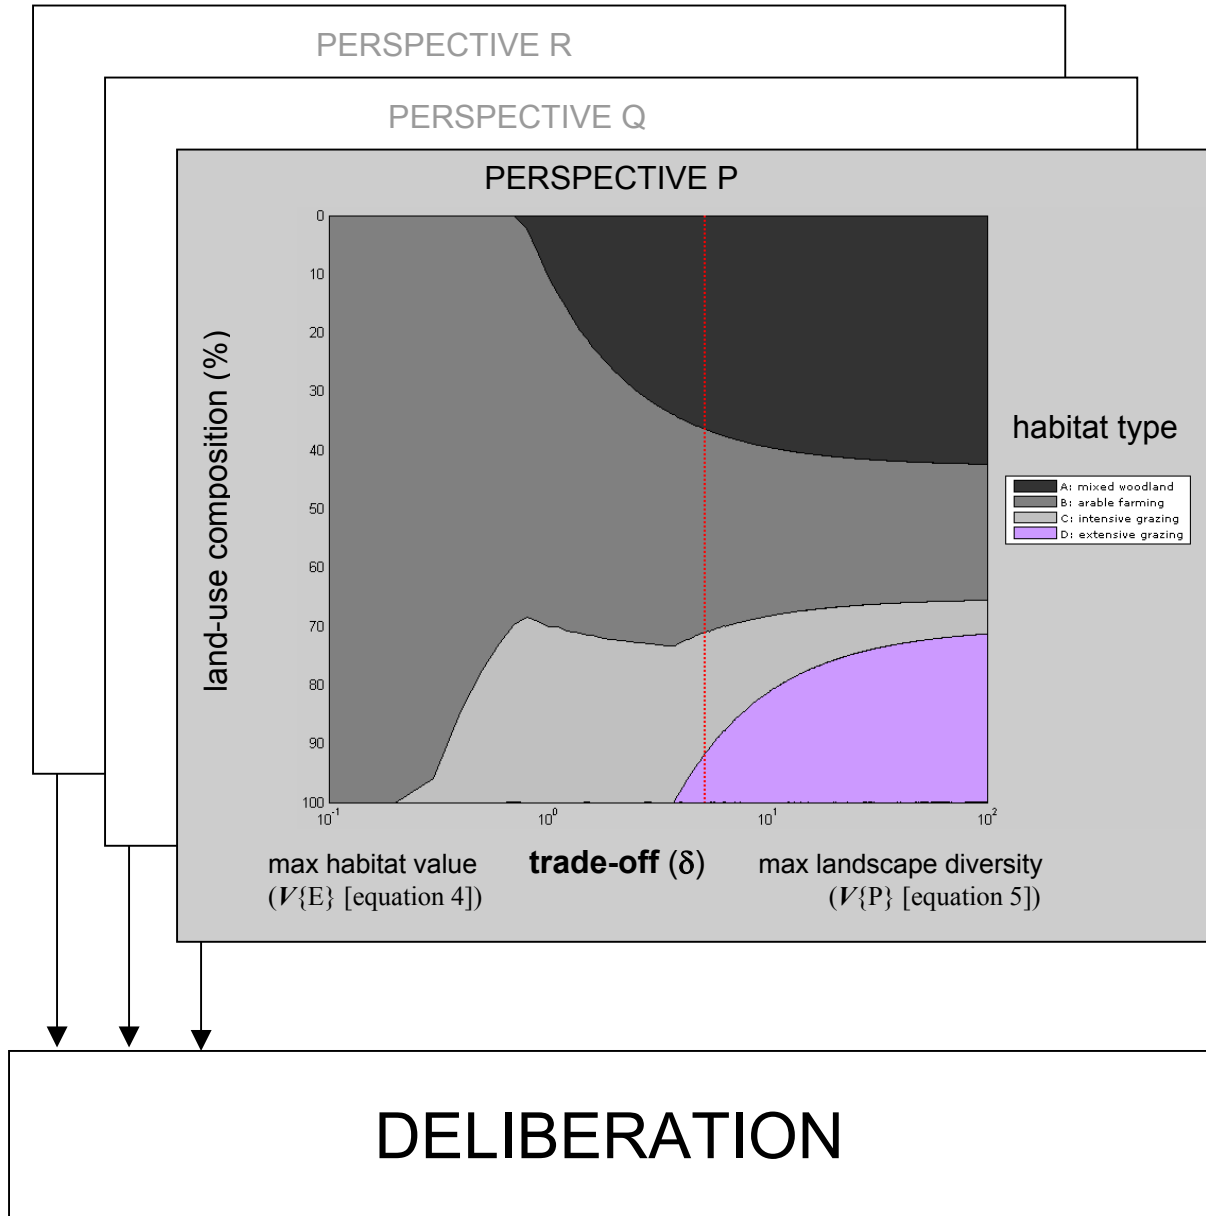 PERSPECTIVE R
PERSPECTIVE Q
PERSPECTIVE P
land-use composition (%)
0
10
20
30
40
50
60
70
80
90
100
10⁻¹
10⁰
10¹
10²
habitat type
A: mixed woodland
B: arable farming
C: intensive grazing
D: extensive grazing
max habitat value
(V{E} [equation 4])
trade-off (δ)
max landscape diversity
(V{P} [equation 5])
DELIBERATION